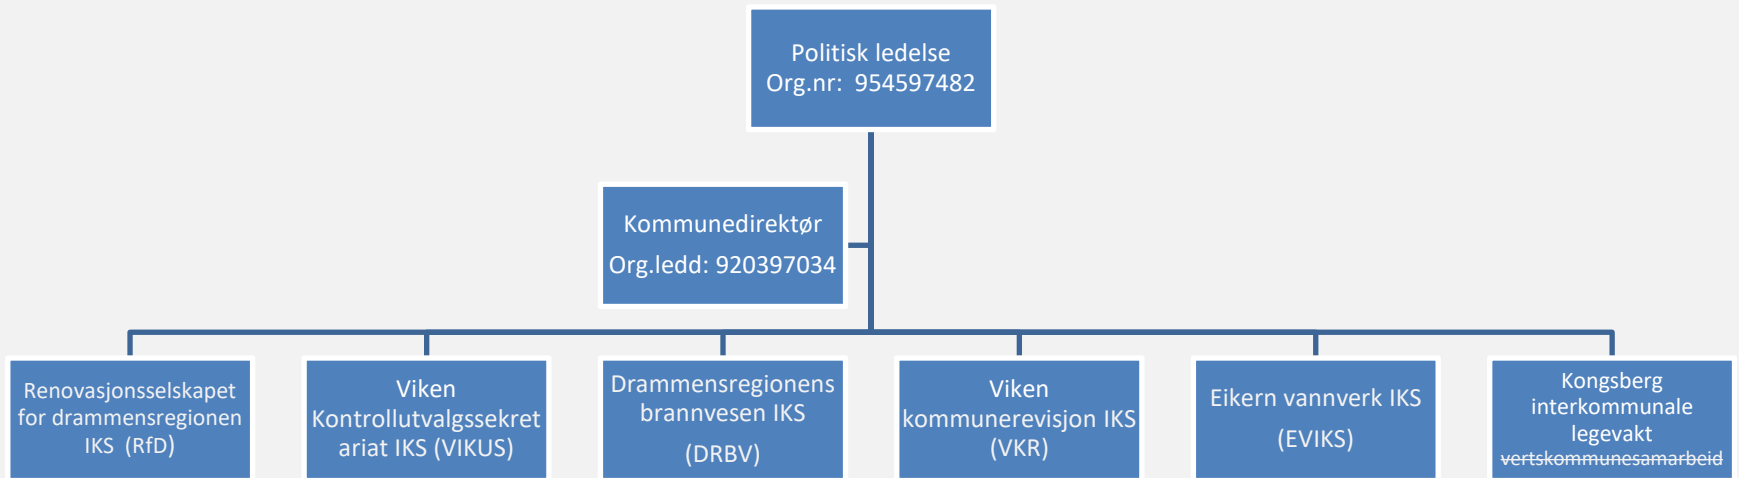 Politisk ledelse
Org.nr:  954597482
Kommunedirektør
Org.ledd: 920397034
Renovasjonsselskapet
for drammensregionen
IKS  (RfD)
Viken
Kontrollutvalgssekret
ariat IKS (VIKUS)
Drammensregionens
brannvesen IKS
(DRBV)
Viken
kommunerevisjon IKS
(VKR)
Eikern vannverk IKS
(EVIKS)
Kongsberg
interkommunale
legevakt
vertskommunesamarbeid